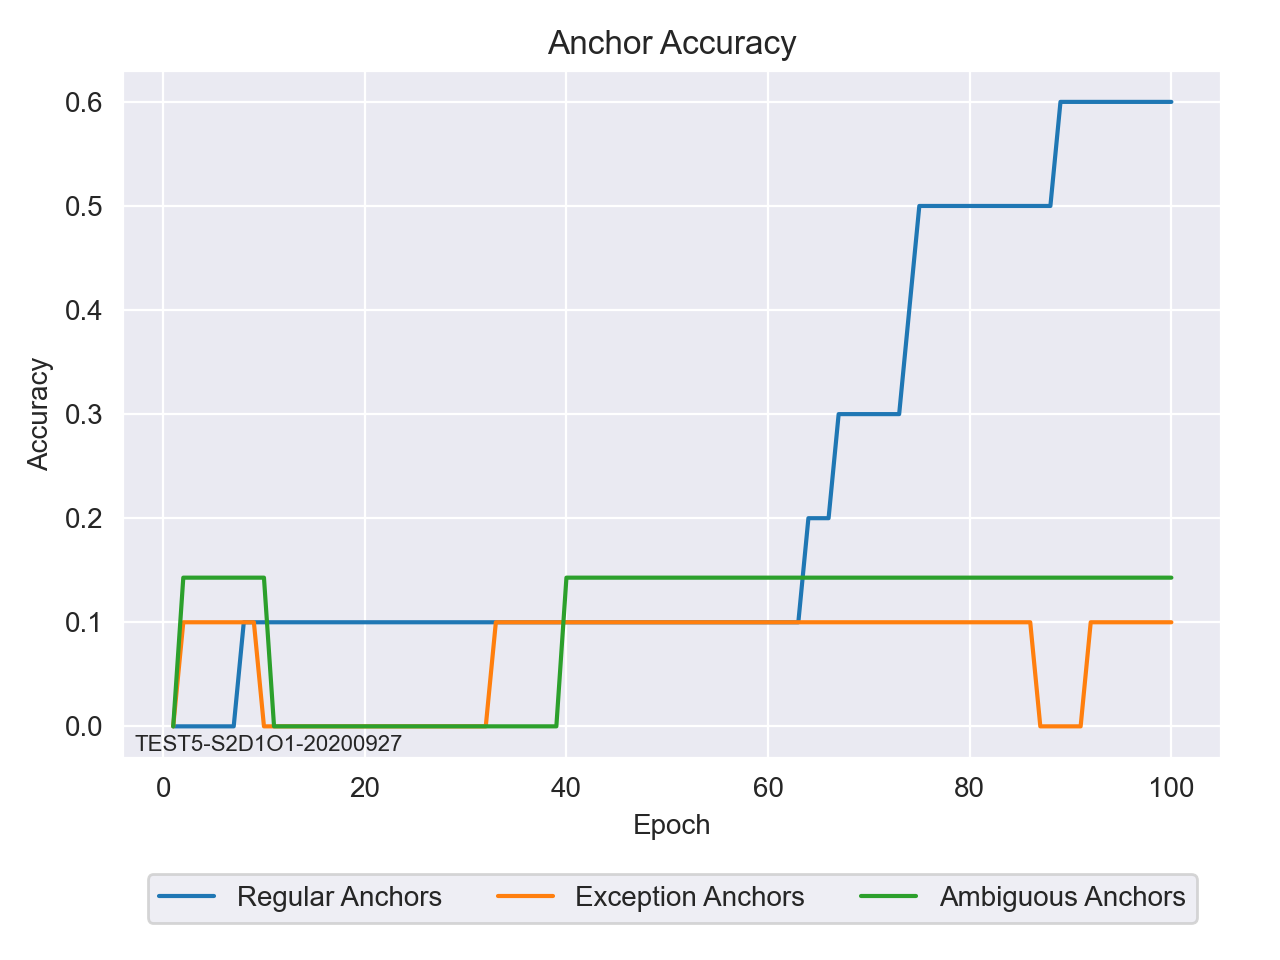 Anchor Accuracy
0.6
0.5
0.4
0.3
0.2
0.1
0.0
Accuracy
TEST5-S2D1O1-20200927
0 20 40 60 80 100
Epoch
Regular Anchors Exception Anchors Ambiguous Anchors